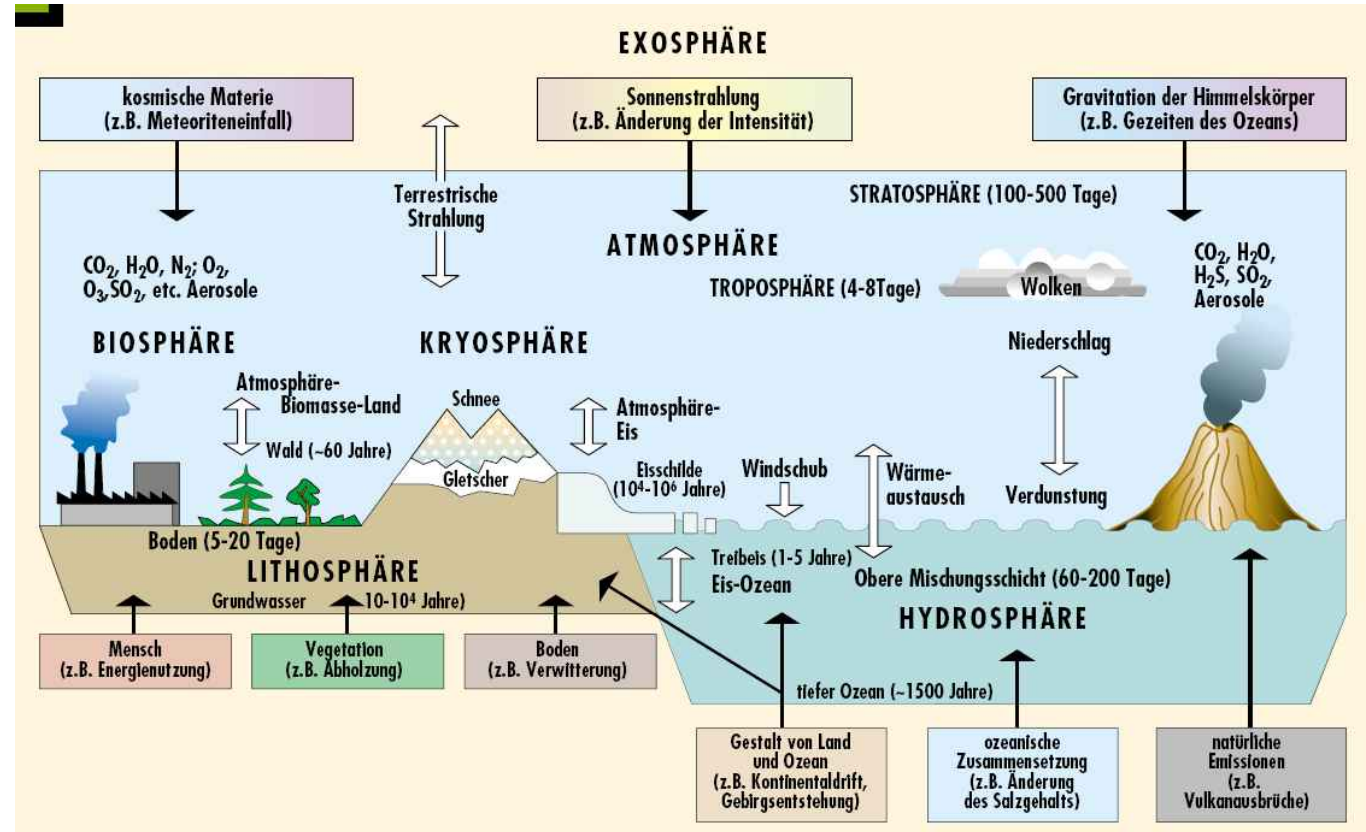 EXOSPHÄRE
kosmische Materie
(z.B. Meteoriteneinfall)
Sonnenstrahlung
(z.B. Änderung der Intensität)
Gravitation der Himmelskörper
(z.B. Gezeiten des Ozeans)
Terrestrische
Strahlung
STRATOSPHÄRE (100-500 Tage)
ATMOSPHÄRE
CO₂, H₂O, N₂; O₂,
O₃,SO₂, etc. Aerosole
TROPOSPHÄRE (4-8Tage)
Wolken
CO₂, H₂O,
H₂S, SO₂,
Aerosole
BIOSPHÄRE
KRYOSPHÄRE
Niederschlag
Atmosphäre-
Biomasse-Land
Schnee
Atmosphäre-
Eis
Wald (~60 Jahre)
Gletscher
Eisschilde
(10⁴-10⁶ Jahre)
Windschub
Wärme-
austausch
Verdunstung
Boden (5-20 Tage)
LITHOSPHÄRE
Grundwasser 10-10⁴ Jahre)
Treibeis (1-5 Jahre)
Eis-Ozean
Obere Mischungsschicht (60-200 Tage)
HYDROSPHÄRE
Mensch
(z.B. Energienutzung)
Vegetation
(z.B. Abholzung)
Boden
(z.B. Verwitterung)
tiefer Ozean (~1500 Jahre)
Gestalt von Land
und Ozean
(z.B. Kontinentaldrift,
Gebirgsentstehung)
ozeanische
Zusammensetzung
(z.B. Änderung
des Salzgehalts)
natürliche
Emissionen
(z.B.
Vulkanausbrüche)